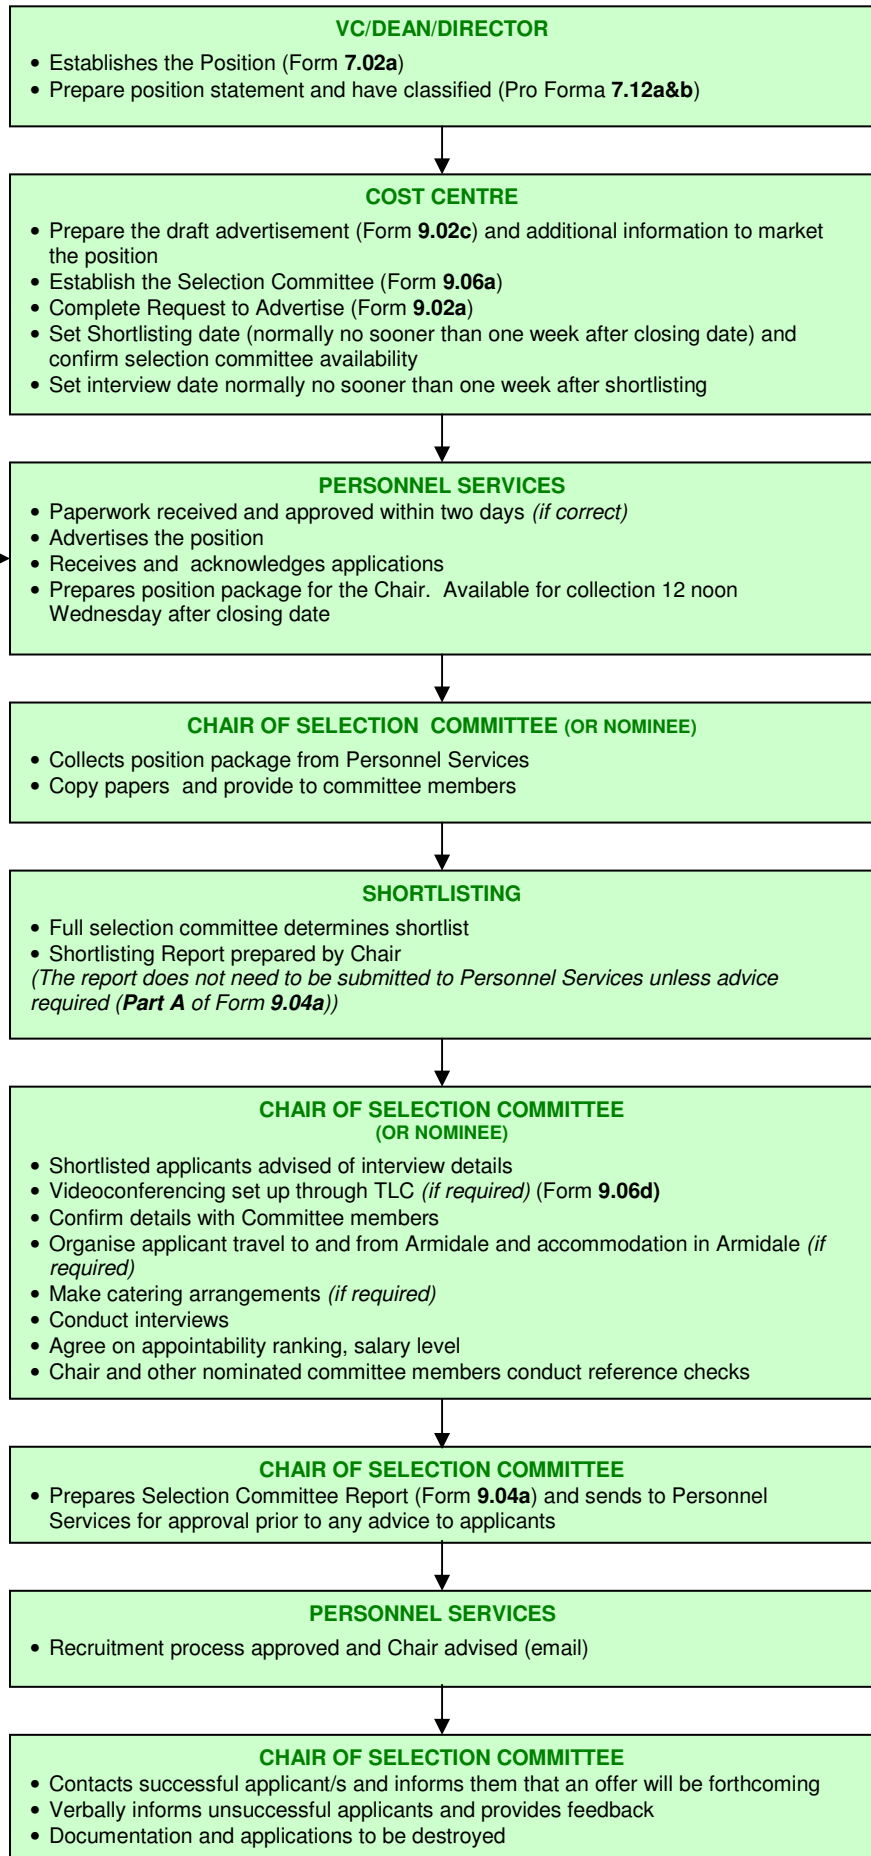 VC/DEAN/DIRECTOR
• Establishes the Position (Form 7.02a)
• Prepare position statement and have classified (Pro Forma 7.12a&b)
COST CENTRE
• Prepare the draft advertisement (Form 9.02c) and additional information to market
the position
• Establish the Selection Committee (Form 9.06a)
• Complete Request to Advertise (Form 9.02a)
• Set Shortlisting date (normally no sooner than one week after closing date) and
confirm selection committee availability
• Set interview date normally no sooner than one week after shortlisting
PERSONNEL SERVICES
• Paperwork received and approved within two days (if correct)
• Advertises the position
• Receives and acknowledges applications
• Prepares position package for the Chair. Available for collection 12 noon
Wednesday after closing date
CHAIR OF SELECTION COMMITTEE (OR NOMINEE)
• Collects position package from Personnel Services
• Copy papers and provide to committee members
SHORTLISTING
• Full selection committee determines shortlist
• Shortlisting Report prepared by Chair
(The report does not need to be submitted to Personnel Services unless advice
required (Part A of Form 9.04a))
CHAIR OF SELECTION COMMITTEE
(OR NOMINEE)
• Shortlisted applicants advised of interview details
• Videoconferencing set up through TLC (if required) (Form 9.06d)
• Confirm details with Committee members
• Organise applicant travel to and from Armidale and accommodation in Armidale (if
required)
• Make catering arrangements (if required)
• Conduct interviews
• Agree on appointability ranking, salary level
• Chair and other nominated committee members conduct reference checks
CHAIR OF SELECTION COMMITTEE
• Prepares Selection Committee Report (Form 9.04a) and sends to Personnel
Services for approval prior to any advice to applicants
PERSONNEL SERVICES
• Recruitment process approved and Chair advised (email)
CHAIR OF SELECTION COMMITTEE
• Contacts successful applicant/s and informs them that an offer will be forthcoming
• Verbally informs unsuccessful applicants and provides feedback
• Documentation and applications to be destroyed